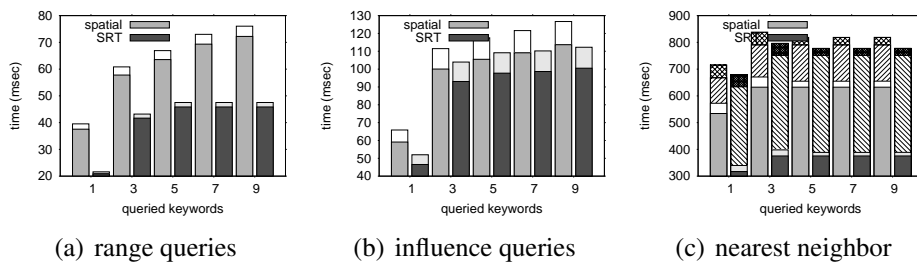 80
70
60
50
40
30
20
time (msec)
spatial
SRT
1 3 5 7 9
queried keywords
(a) range queries
140
130
120
110
100
90
80
70
60
50
40
time (msec)
spatial
SRT
1 3 5 7 9
queried keywords
(b) influence queries
900
800
700
600
500
400
300
time (msec)
spatial
SRT
1 3 5 7 9
queried keywords
(c) nearest neighbor